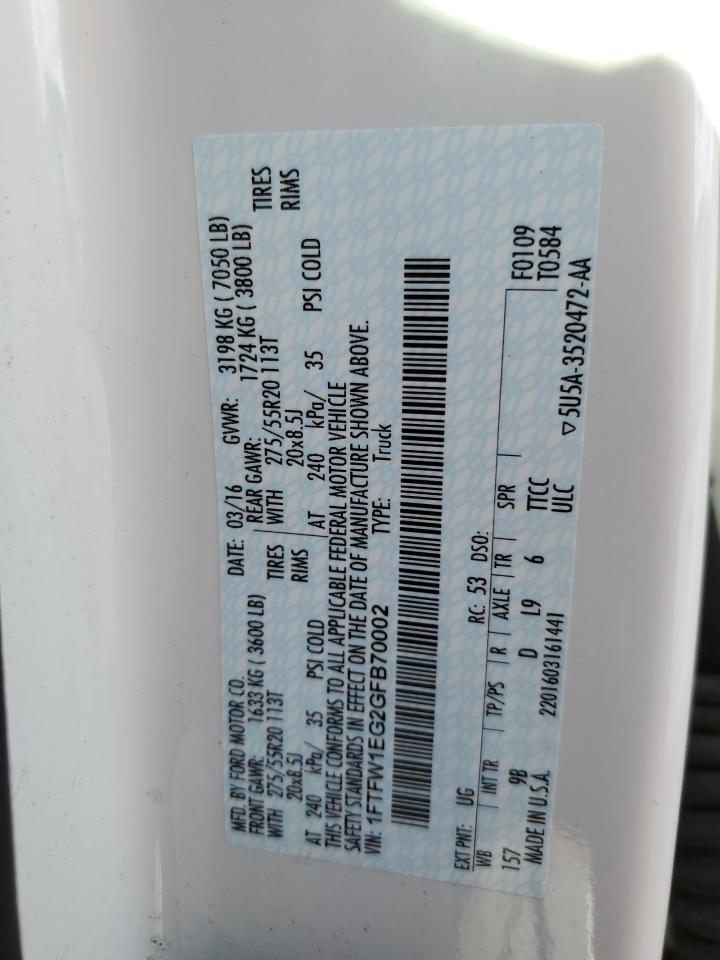 MFD. BY FORD MOTOR CO. DATE: 03/16 GVWR: 3198 KG ( 7050 LB)
FRONT GAWR: 1633 KG ( 3600 LB) REAR GAWR: 1724 KG ( 3800 LB)
WITH 275/55R20 113T TIRES WITH 275/55R20 113T TIRES
20x8.5J RIMS 20x8.5J RIMS
AT 240 kPa/ 35 PSI COLD AT 240 kPa/ 35 PSI COLD
THIS VEHICLE CONFORMS TO ALL APPLICABLE FEDERAL MOTOR VEHICLE
SAFETY STANDARDS IN EFFECT ON THE DATE OF MANUFACTURE SHOWN ABOVE.
VIN: 1FTFW1EG2GFB70002 TYPE: Truck
EXT PNT: UG RC: 53 DSO:
WB INT TR TP/PS R AXLE TR SPR F0109
157 9B D L9 6 TTCC T0584
MADE IN U.S.A. 2201603161441 ULC ▽5U5A-3520472-AA